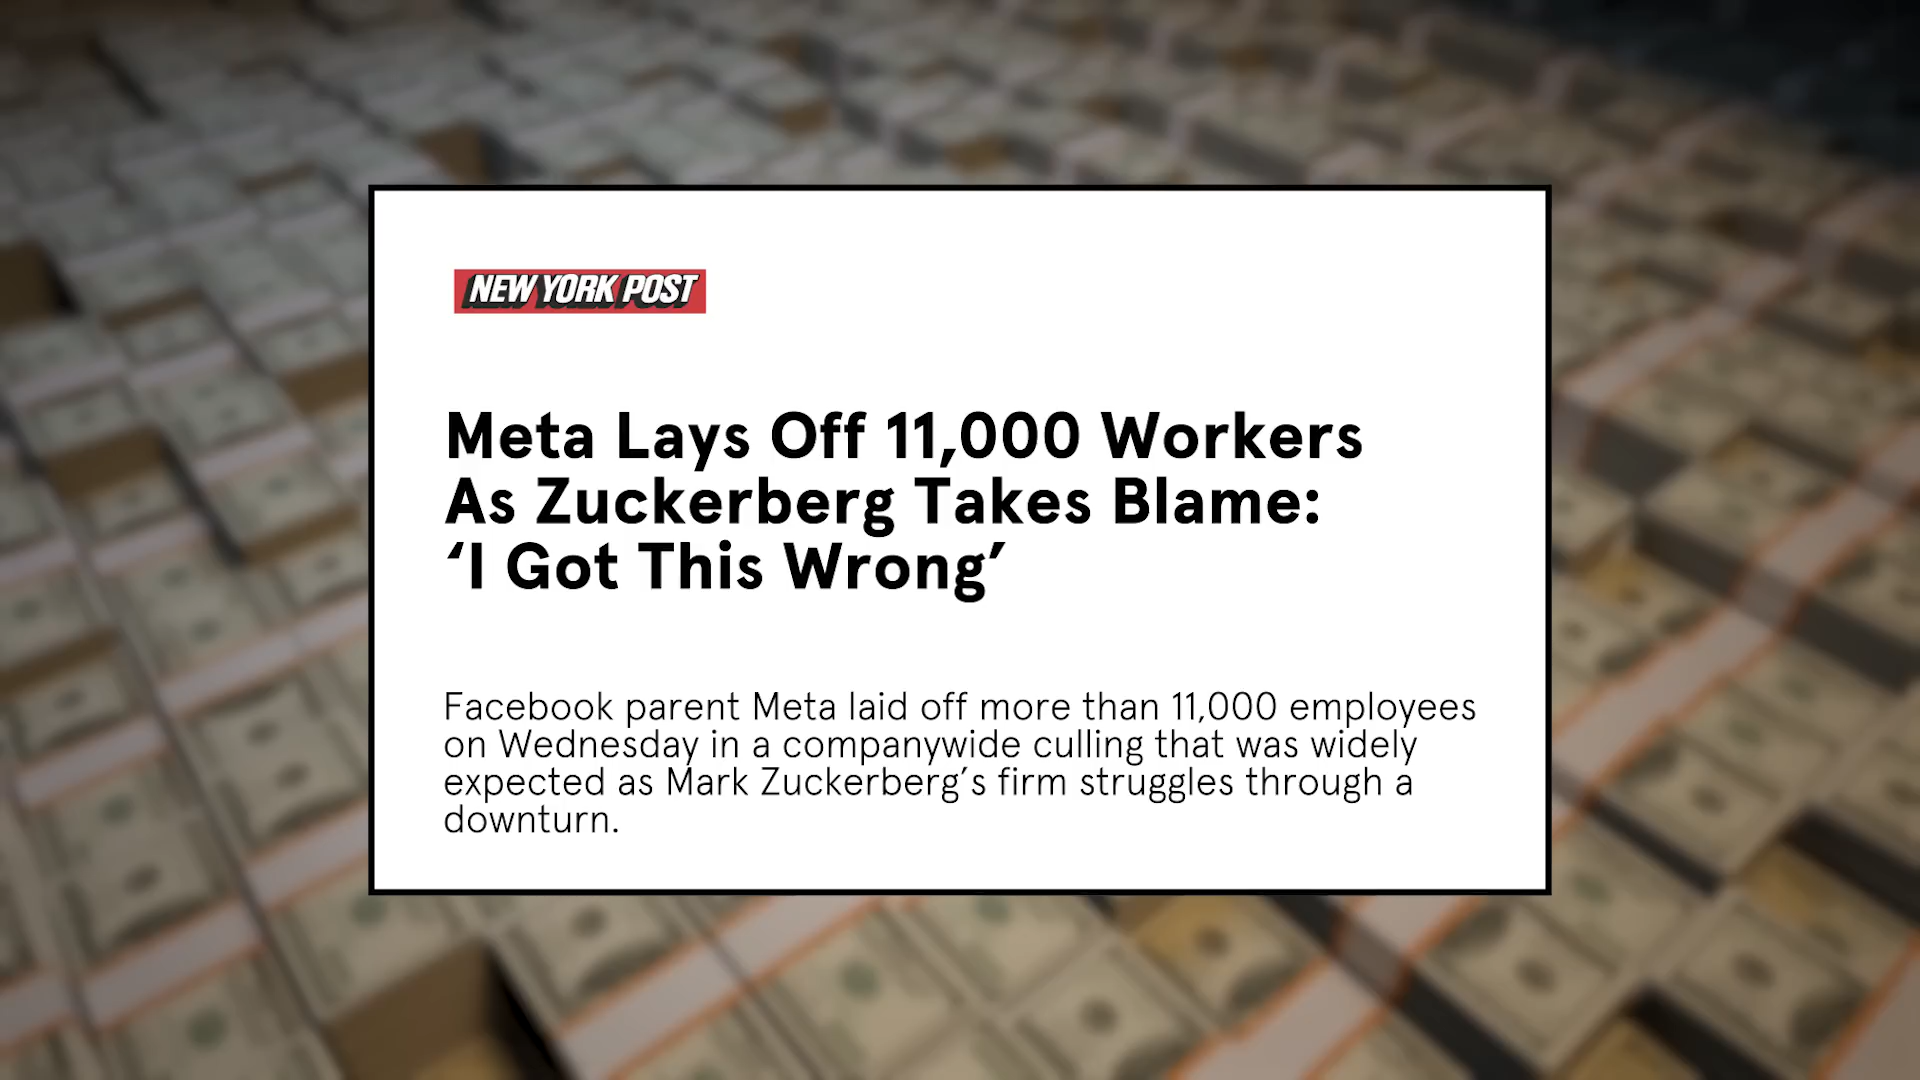 NEW YORK POST
Meta Lays Off 11,000 Workers
As Zuckerberg Takes Blame:
‘I Got This Wrong’
Facebook parent Meta laid off more than 11,000 employees
on Wednesday in a companywide culling that was widely
expected as Mark Zuckerberg’s firm struggles through a
downturn.